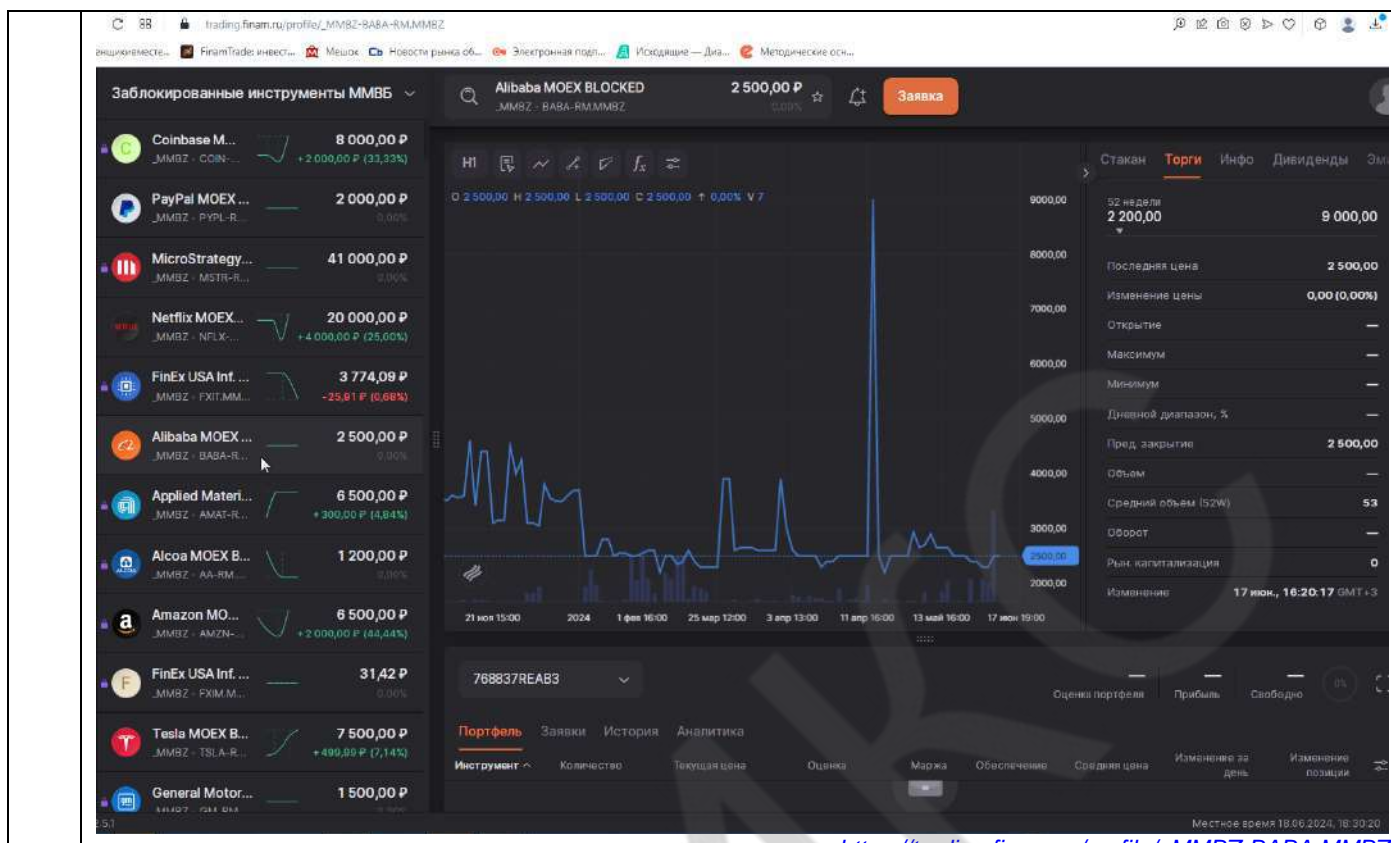 trading.finam.ru/profile/_MMBZ-BABA-RM.MMBZ
FinamTrade: инвест... Мешок Сь Новости рынка об... Электронная подп... Исходящие — Диа... Методические осн...
Заблокированные инструменты ММВБ
Alibaba MOEX BLOCKED 2 500,00 ₽
_MMBZ - BABA-RM.MMBZ 0,00%
Заявка
Coinbase M... 8 000,00 ₽
_MMBZ - COIN-... +2 000,00 ₽ (33,33%)
PayPal MOEX ... 2 000,00 ₽
_MMBZ - PYPL-R... 0,00%
MicroStrategy... 41 000,00 ₽
_MMBZ - MSTR-R... 0,00%
Netflix MOEX... 20 000,00 ₽
_MMBZ - NFLX-... +4 000,00 ₽ (25,00%)
FinEx USA Inf. ... 3 774,09 ₽
_MMBZ - FXIT.MM... -25,91 ₽ (0,68%)
Alibaba MOEX ... 2 500,00 ₽
_MMBZ - BABA-R... 0,00%
Applied Materi... 6 500,00 ₽
_MMBZ - AMAT-R... +300,00 ₽ (4,84%)
Alcoa MOEX B... 1 200,00 ₽
_MMBZ - AA-RM.... 0,00%
Amazon MO... 6 500,00 ₽
_MMBZ - AMZN-... +2 000,00 ₽ (44,44%)
FinEx USA Inf. ... 31,42 ₽
_MMBZ - FXIM.M... 0,00%
Tesla MOEX B... 7 500,00 ₽
_MMBZ - TSLA-R... +499,99 ₽ (7,14%)
General Motor... 1 500,00 ₽
H1
O 2 500,00 H 2 500,00 L 2 500,00 C 2 500,00 ↑ 0,00% V 7
9000,00
8000,00
7000,00
6000,00
5000,00
4000,00
3000,00
2500,00
2000,00
21 ноя 15:00 2024 1 фев 16:00 25 мар 12:00 3 апр 13:00 11 апр 16:00 13 май 16:00 17 июн 19:00
Стакан Торги Инфо Дивиденды Эми
52 недели
2 200,00 9 000,00
Последняя цена 2 500,00
Изменение цены 0,00 (0,00%)
Открытие —
Максимум —
Минимум —
Дневной диапазон, % —
Пред. закрытие 2 500,00
Объем —
Средний объем (52W) 53
Оборот —
Рын. капитализация 0
Изменение 17 июн., 16:20:17 GMT+3
768837REAB3
Оценка портфеля Прибыль Свободно 0%
Портфель Заявки История Аналитика
Инструмент Количество Текущая цена Оценка Маржа Обеспечение Средняя цена Изменение за день Изменение позиции
2.5.1
Местное время 18.06.2024, 18:30:20